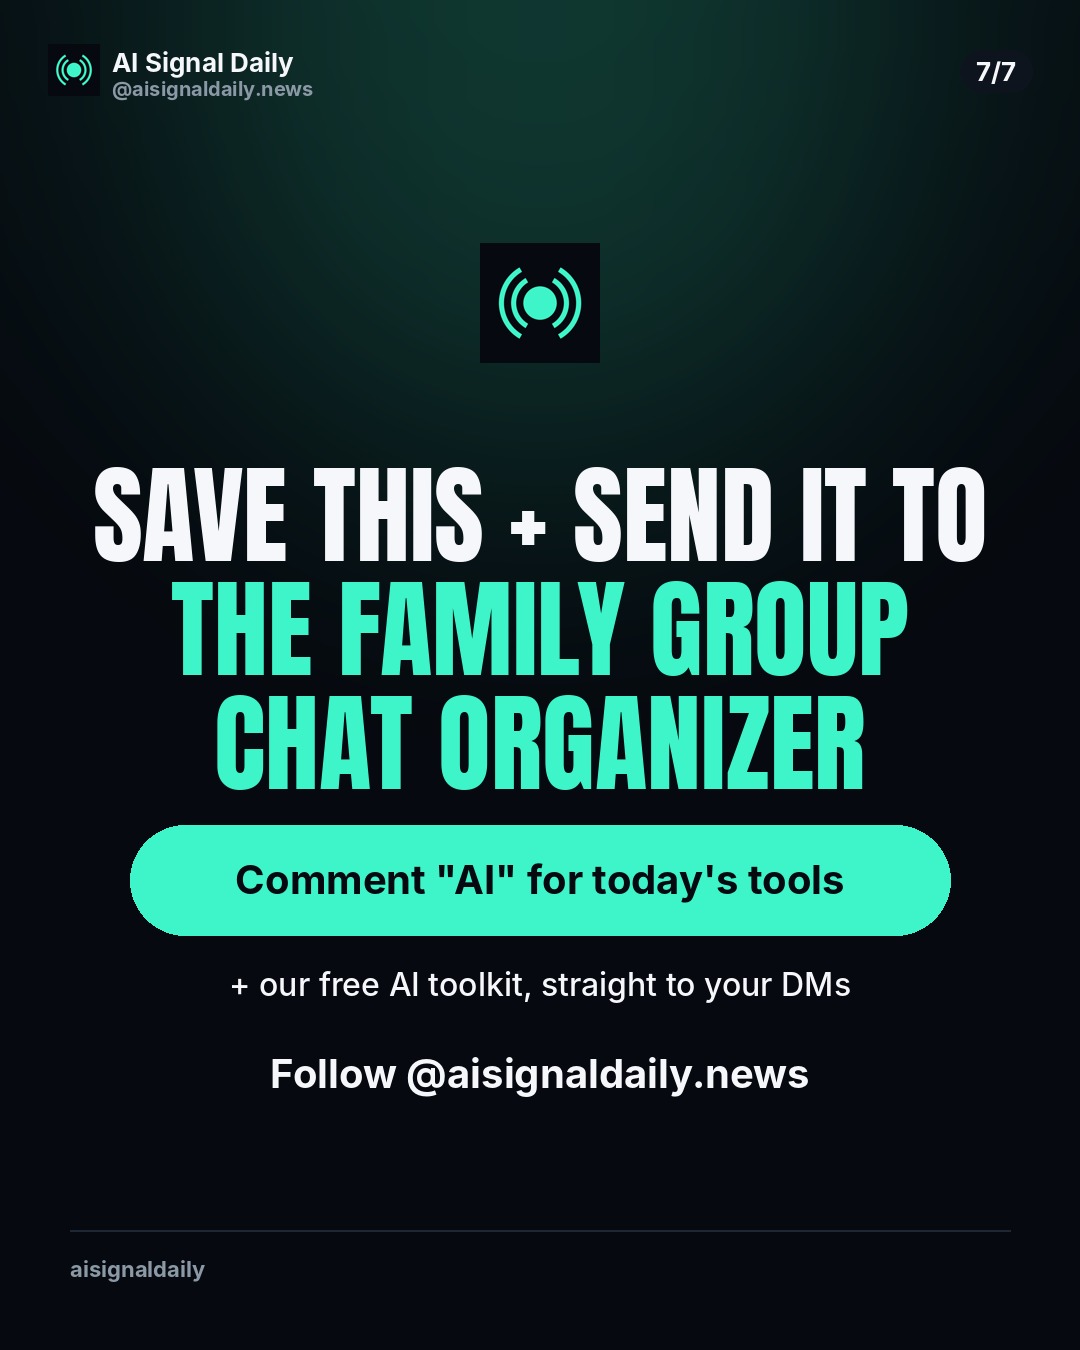 AI Signal Daily
@aisignaldaily.news
7/7
SAVE THIS + SEND IT TO
THE FAMILY GROUP
CHAT ORGANIZER
Comment "AI" for today's tools
+ our free AI toolkit, straight to your DMs
Follow @aisignaldaily.news
aisignaldaily